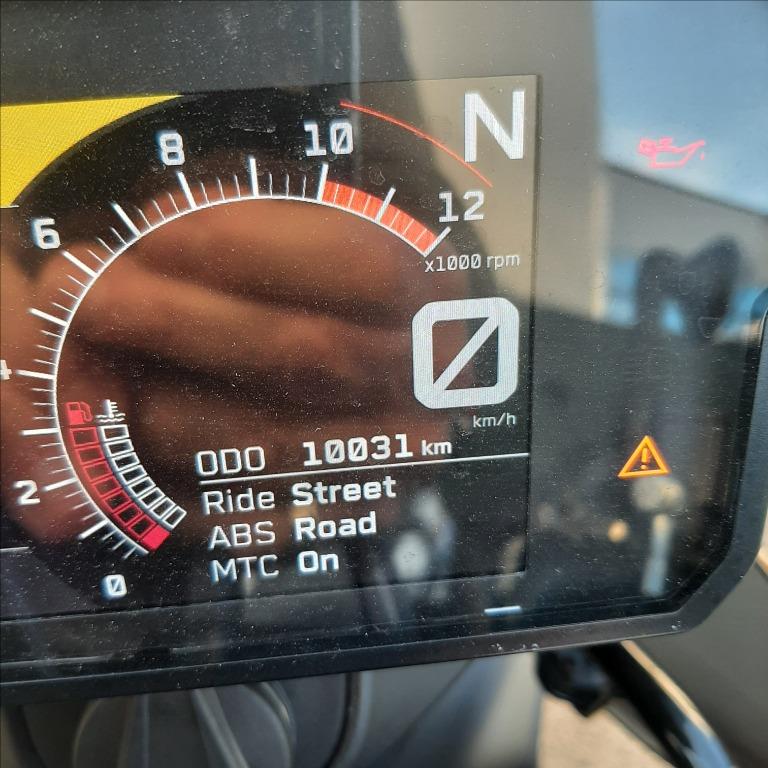 N
8
10
6
12
x1000 rpm
0
km/h
ODO 10031 km
2
Ride Street
ABS Road
MTC On
0